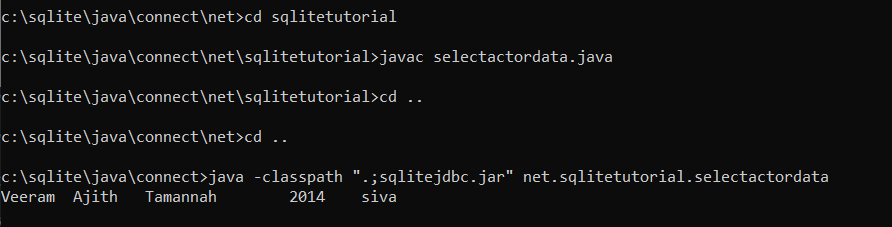 c:\sqlite\java\connect\net>cd sqlitetutorial
c:\sqlite\java\connect\net\sqlitetutorial>javac selectactordata.java
c:\sqlite\java\connect\net\sqlitetutorial>cd ..
c:\sqlite\java\connect\net>cd ..
c:\sqlite\java\connect>java -classpath ".;sqlitejdbc.jar" net.sqlitetutorial.selectactordata
Veeram  Ajith   Tamannah        2014    siva